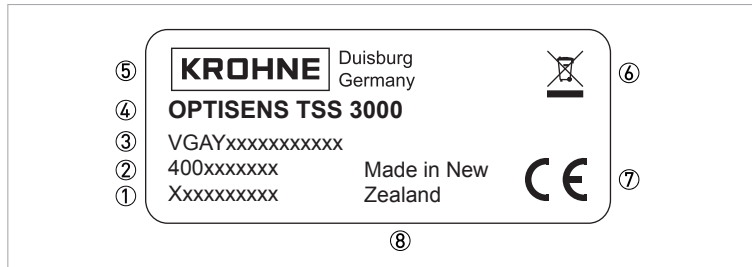 ⑤ KROHNE Duisburg
Germany ⑥
④ OPTISENS TSS 3000
③ VGAYxxxxxxxxxxx
② 400xxxxxxx Made in New
① Xxxxxxxxxx Zealand
CE ⑦
⑧